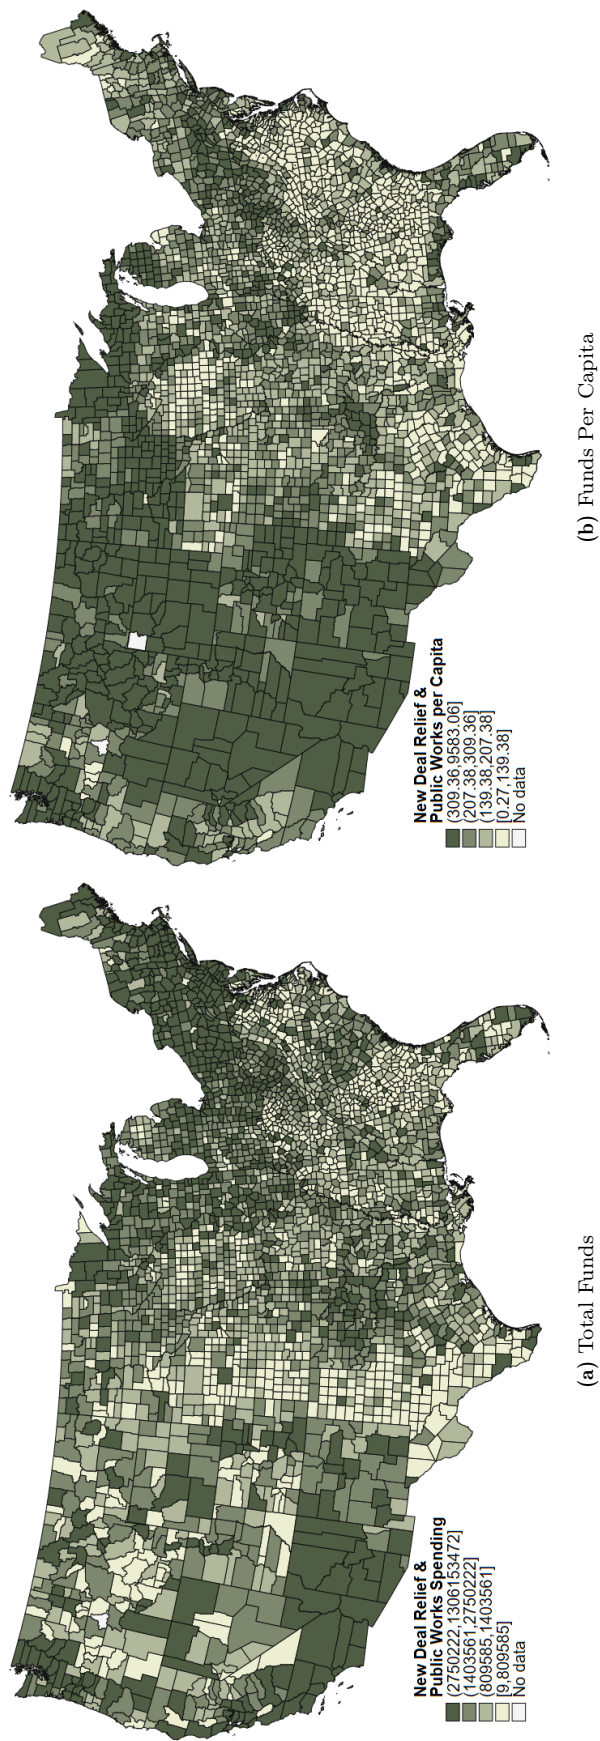 New Deal Relief &
Public Works Spending
(2750222,1306153472]
(1403561,2750222]
(809585,1403561]
[9,809585]
No data
(a) Total Funds
New Deal Relief &
Public Works per Capita
(309.36,9583.06]
(207.38,309.36]
(139.38,207.38]
[0.27,139.38]
No data
(b) Funds Per Capita